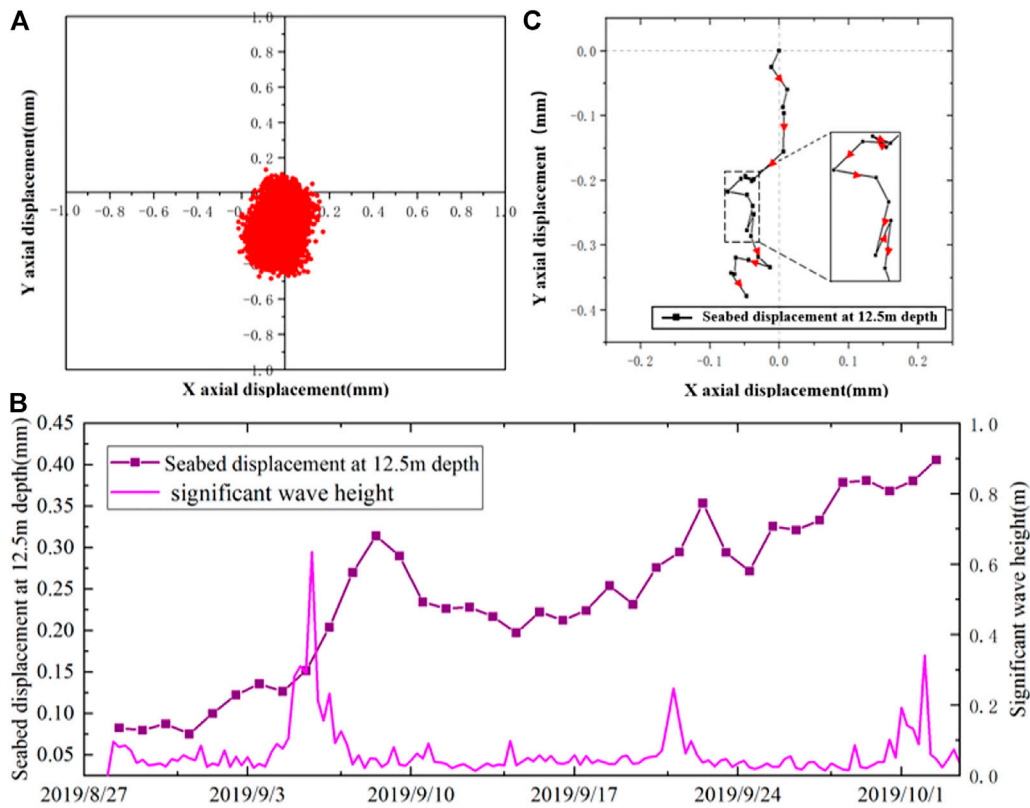 A
1.0
0.8
0.6
0.4
0.2
-1.0 -0.8 -0.6 -0.4 0.2 0.4 0.6 0.8 1.0
-0.6
-0.8
-1.0
Y axial displacement(mm)
X axial displacement(mm)
C
0.0
-0.1
-0.2
-0.3
-0.4
-0.2 -0.1 0.0 0.1 0.2
Y axial displacement (mm)
Seabed displacement at 12.5m depth
X axial displacement(mm)
B
Seabed displacement at 12.5m depth(mm)
0.45
0.40
0.35
0.30
0.25
0.20
0.15
0.10
0.05
Seabed displacement at 12.5m depth
significant wave height
1.0
0.8
0.6
0.4
0.2
0.0
Significant wave height(m)
2019/8/27 2019/9/3 2019/9/10 2019/9/17 2019/9/24 2019/10/1